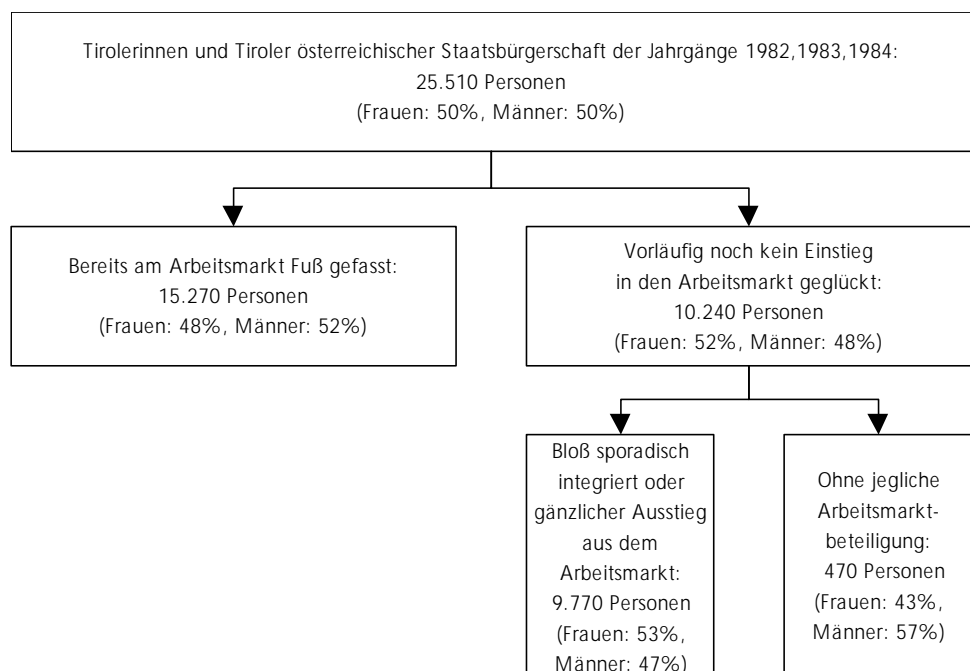 Tirolerinnen und Tiroler österreichischer Staatsbürgerschaft der Jahrgänge 1982,1983,1984:
25.510 Personen
(Frauen: 50%, Männer: 50%)
Bereits am Arbeitsmarkt Fuß gefasst:
15.270 Personen
(Frauen: 48%, Männer: 52%)
Vorläufig noch kein Einstieg
in den Arbeitsmarkt geglückt:
10.240 Personen
(Frauen: 52%, Männer: 48%)
Bloß sporadisch
integriert oder
gänzlicher Ausstieg
aus dem
Arbeitsmarkt:
9.770 Personen
(Frauen: 53%,
Männer: 47%)
Ohne jegliche
Arbeitsmarkt-
beteiligung:
470 Personen
(Frauen: 43%,
Männer: 57%)